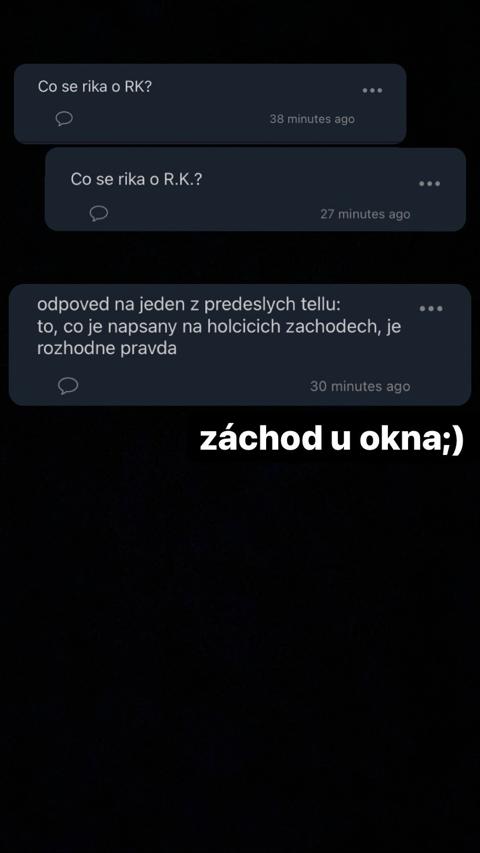 Co se rika o RK?
38 minutes ago
Co se rika o R.K.?
27 minutes ago
odpoved na jeden z predeslych tellu:
to, co je napsany na holcicich zachodech, je
rozhodne pravda
30 minutes ago
záchod u okna;)